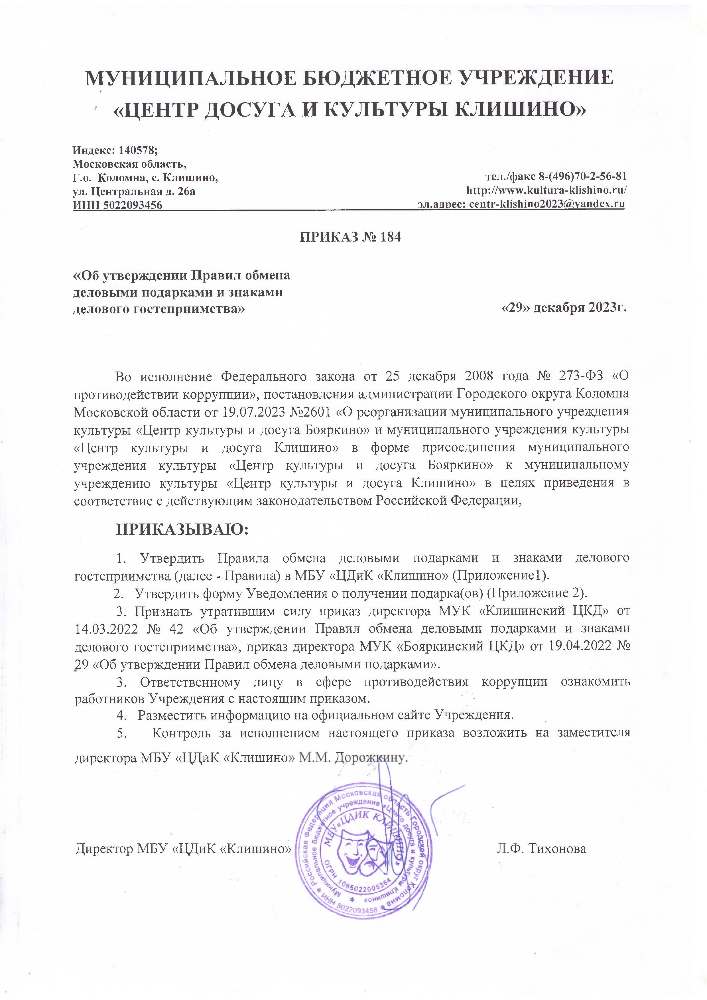 МУНИЦИПАЛЬНОЕ БЮДЖЕТНОЕ УЧРЕЖДЕНИЕ
«ЦЕНТР ДОСУГА И КУЛЬТУРЫ КЛИШИНО»
Индекс: 140578;
Московская область,
Г.о. Коломна, с. Клишино,
ул. Центральная д. 26а
ИНН 5022093456
тел./факс 8-(496)70-2-56-81
http://www.kultura-klishino.ru/
эл.адрес: centr-klishino2023@yandex.ru
ПРИКАЗ № 184
«Об утверждении Правил обмена
деловыми подарками и знаками
делового гостеприимства»
«29» декабря 2023г.
Во исполнение Федерального закона от 25 декабря 2008 года № 273-ФЗ «О
противодействии коррупции», постановления администрации Городского округа Коломна
Московской области от 19.07.2023 №2601 «О реорганизации муниципального учреждения
культуры «Центр культуры и досуга Бояркино» и муниципального учреждения культуры
«Центр культуры и досуга Клишино» в форме присоединения муниципального
учреждения культуры «Центр культуры и досуга Бояркино» к муниципальному
учреждению культуры «Центр культуры и досуга Клишино» в целях приведения в
соответствие с действующим законодательством Российской Федерации,
ПРИКАЗЫВАЮ:
1. Утвердить Правила обмена деловыми подарками и знаками делового
гостеприимства (далее - Правила) в МБУ «ЦДиК «Клишино» (Приложение1).
2. Утвердить форму Уведомления о получении подарка(ов) (Приложение 2).
3. Признать утратившим силу приказ директора МУК «Клишинский ЦКД» от
14.03.2022 № 42 «Об утверждении Правил обмена деловыми подарками и знаками
делового гостеприимства», приказ директора МУК «Бояркинский ЦКД» от 19.04.2022 №
29 «Об утверждении Правил обмена деловыми подарками».
3. Ответственному лицу в сфере противодействия коррупции ознакомить
работников Учреждения с настоящим приказом.
4. Разместить информацию на официальном сайте Учреждения.
5. Контроль за исполнением настоящего приказа возложить на заместителя
директора МБУ «ЦДиК «Клишино» М.М. Дорожкину.
Директор МБУ «ЦДиК «Клишино»
Л.Ф. Тихонова
Российская Федерация Московская область Городской округ Коломна * ИНН 5022093456 *
Муниципальное бюджетное учреждение «Центр досуга и культуры Клишино» *
МБУ«ЦДИК КЛИШИНО»
ОГРН 1085022005364